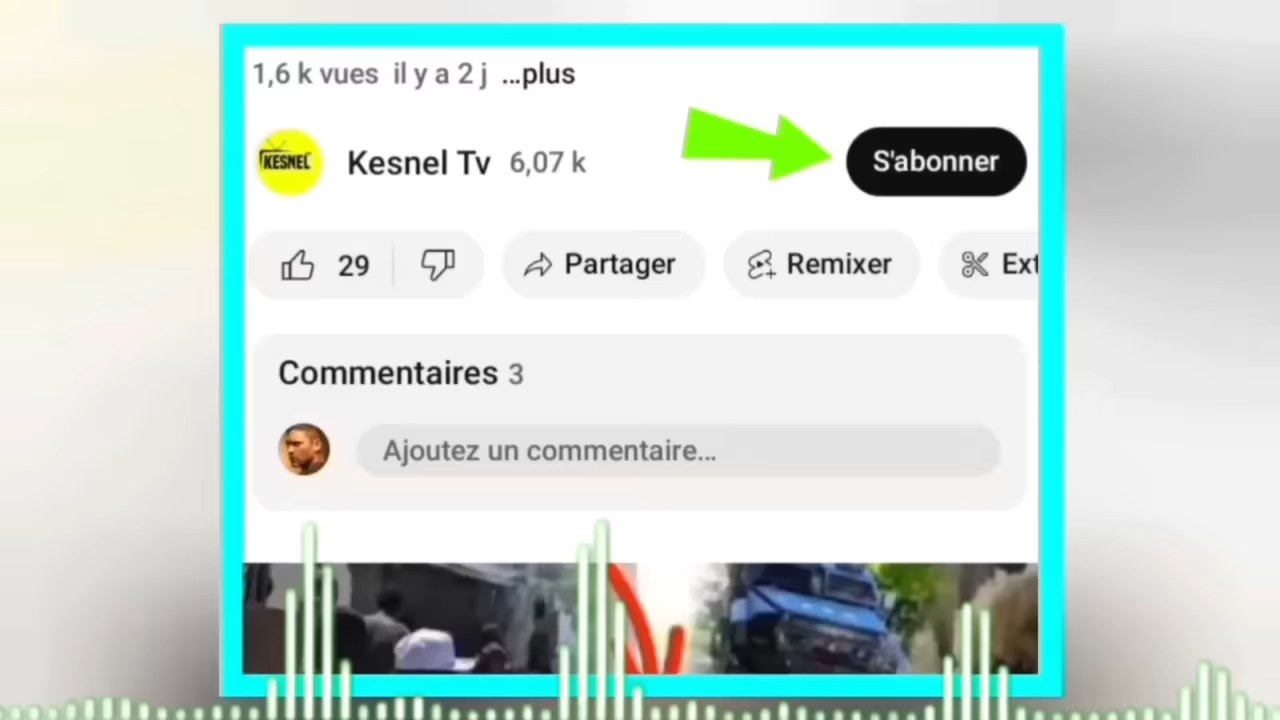 1,6 k vues il y a 2 j ...plus
KESNEL
Kesnel Tv 6,07 k
S'abonner
29
Partager
Remixer
Ext
Commentaires 3
Ajoutez un commentaire...